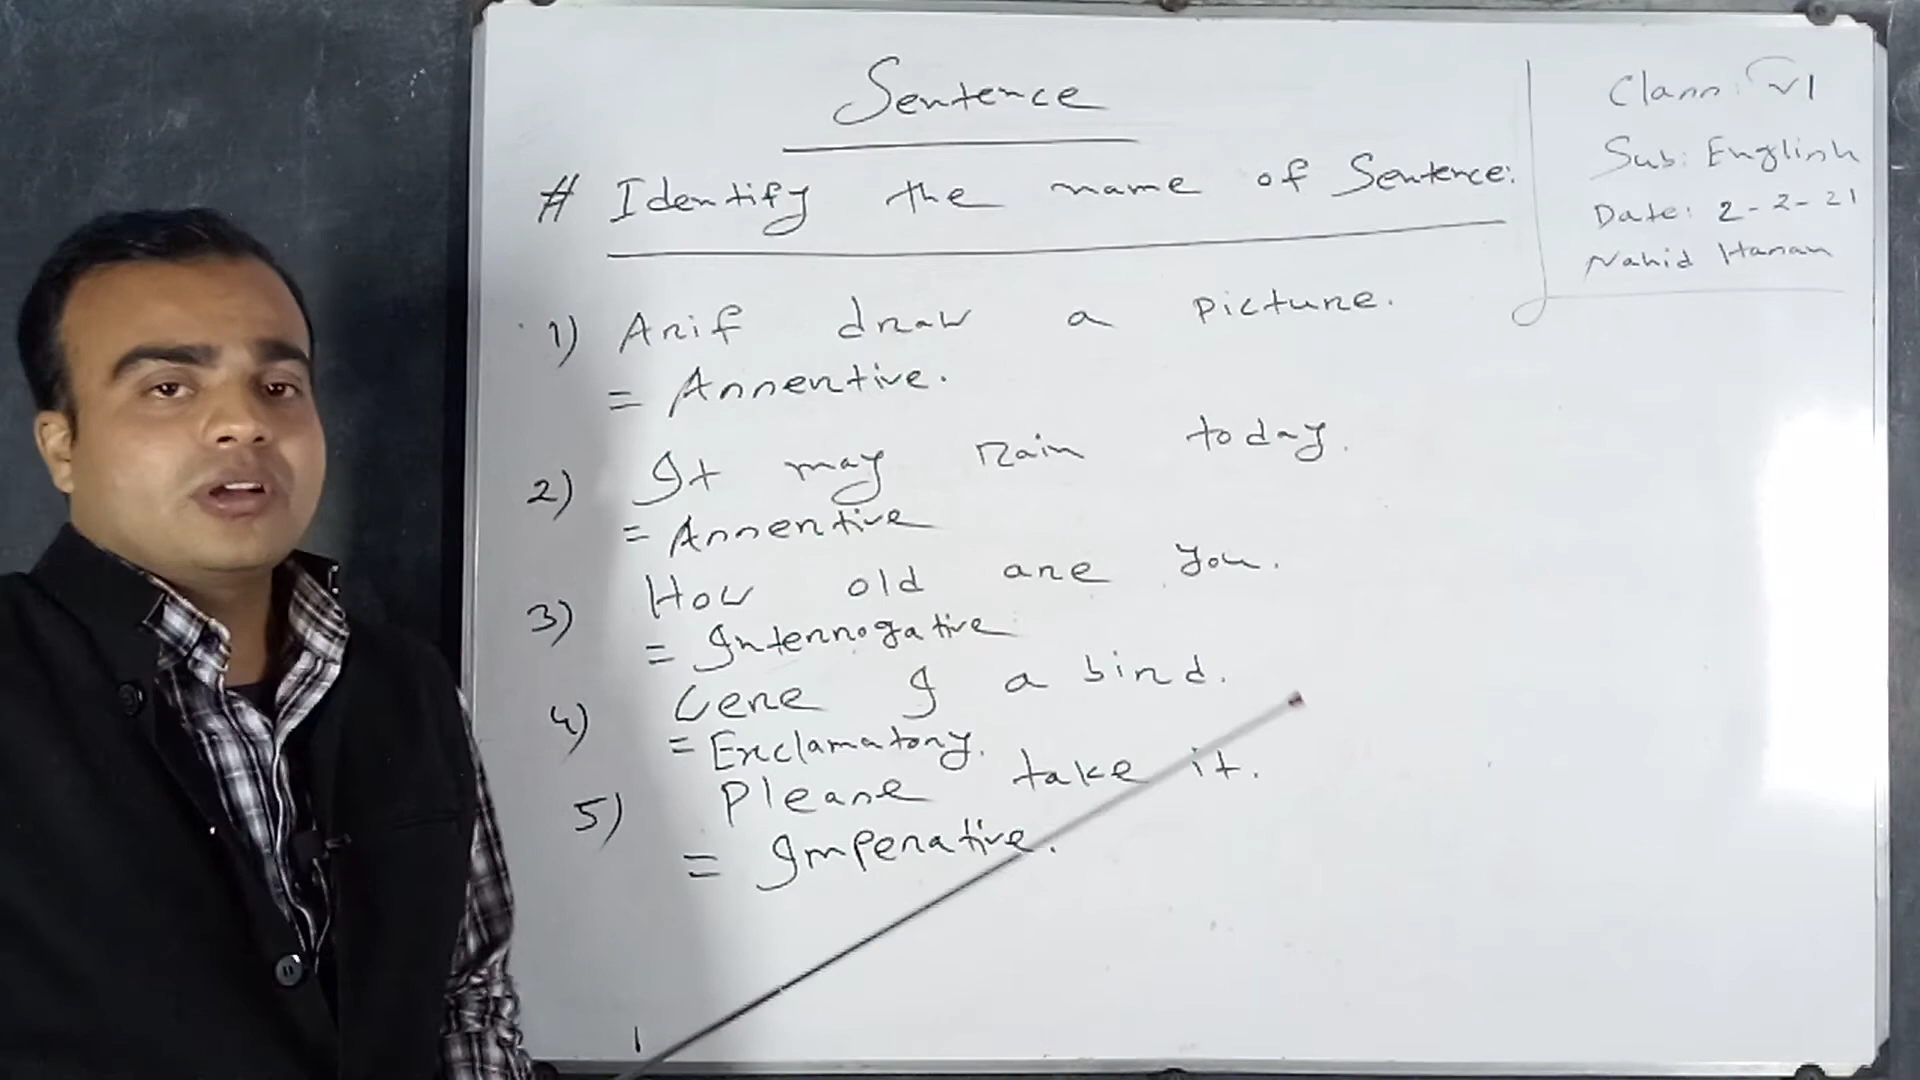 Sentence
# Identify the name of Sentence:
1) Arif draw a picture.
= Assertive.
2) It may rain today.
= Assertive
3) How old are you.
= Interrogative
4) Were I a bird.
= Exclamatory.
5) Please take it.
= Imperative.
Class: VI
Sub: English
Date: 2-2-21
Nahid Hasan